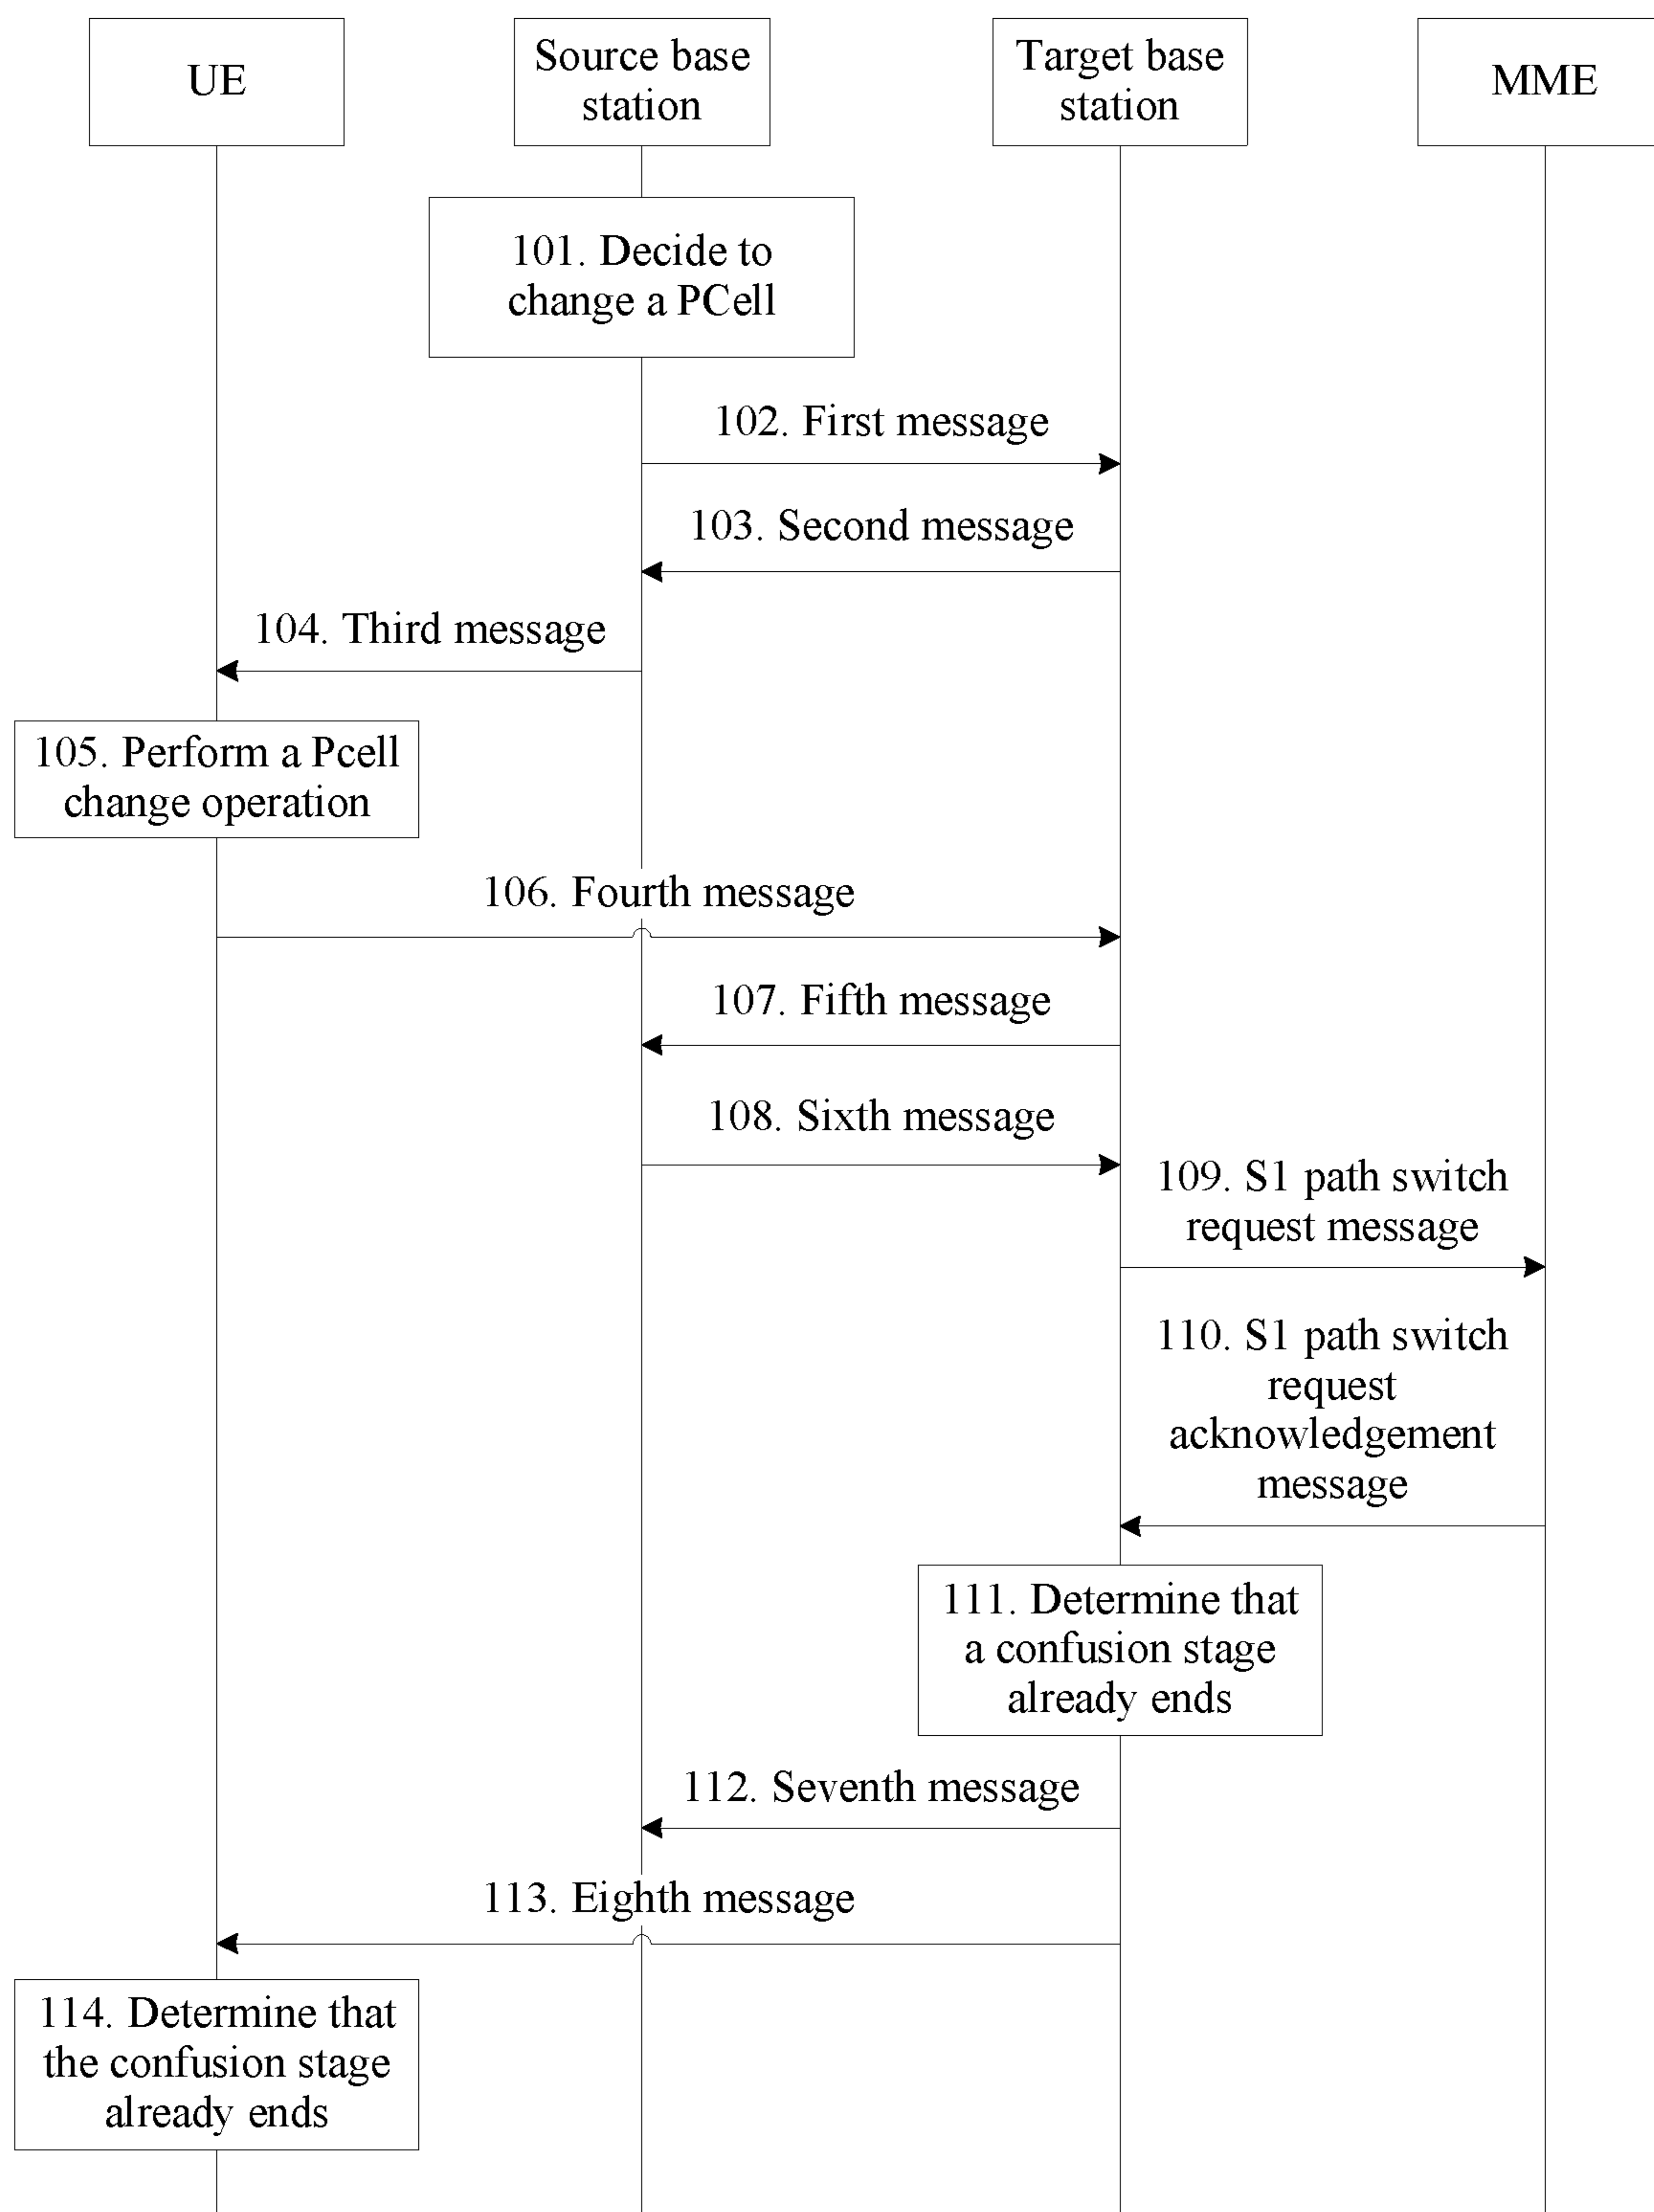 UE
Source base
station
Target base
station
MME
101. Decide to
change a PCell
102. First message
103. Second message
104. Third message
105. Perform a Pcell
change operation
106. Fourth message
107. Fifth message
108. Sixth message
109. S1 path switch
request message
110. S1 path switch
request
acknowledgement
message
111. Determine that
a confusion stage
already ends
112. Seventh message
113. Eighth message
114. Determine that
the confusion stage
already ends